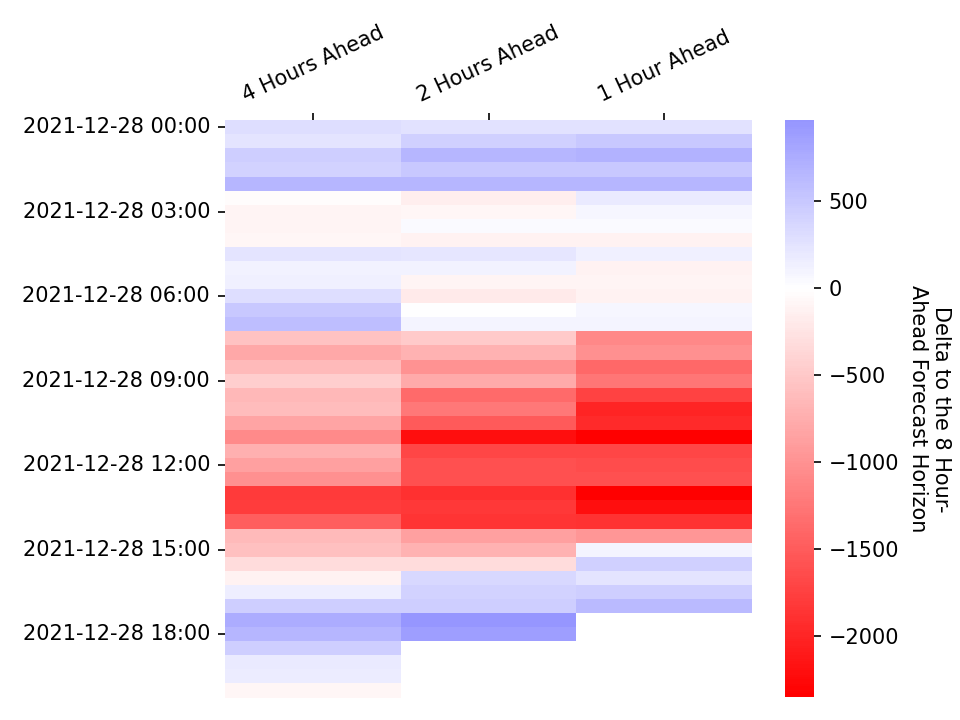 4 Hours Ahead
2 Hours Ahead
1 Hour Ahead
2021-12-28 00:00
2021-12-28 03:00
2021-12-28 06:00
2021-12-28 09:00
2021-12-28 12:00
2021-12-28 15:00
2021-12-28 18:00
500
0
−500
−1000
−1500
−2000
Delta to the 8 Hour-
Ahead Forecast Horizon